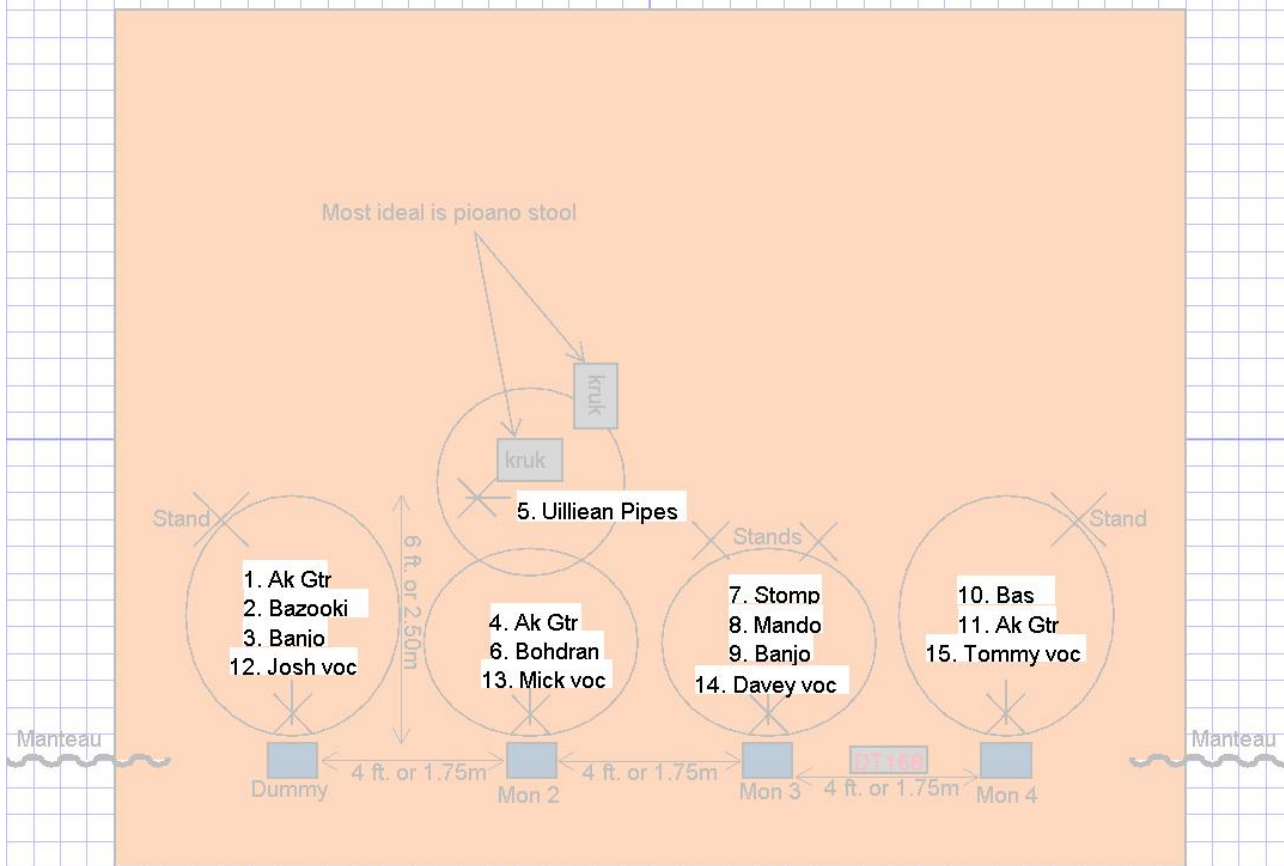 Most ideal is pioano stool
kruk
kruk
5. Uilliean Pipes
Stand
Stands
Stand
6 ft. or 2.50m
1. Ak Gtr
2. Bazooki
3. Banjo
12. Josh voc
4. Ak Gtr
6. Bohdran
13. Mick voc
7. Stomp
8. Mando
9. Banjo
14. Davey voc
10. Bas
11. Ak Gtr
15. Tommy voc
Manteau
Manteau
Dummy
4 ft. or 1.75m
Mon 2
4 ft. or 1.75m
Mon 3
DT168
4 ft. or 1.75m
Mon 4